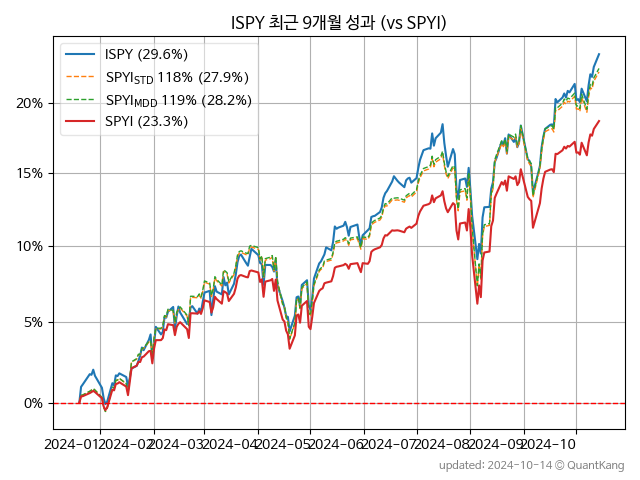 ISPY 최근 9개월 성과 (vs SPYI)
ISPY (29.6%)
SPYI_STD 118% (27.9%)
SPYI_MDD 119% (28.2%)
SPYI (23.3%)
20%
15%
10%
5%
0%
2024-01 2024-02 2024-03 2024-04 2024-05 2024-06 2024-07 2024-08 2024-09 2024-10
updated: 2024-10-14 © QuantKang